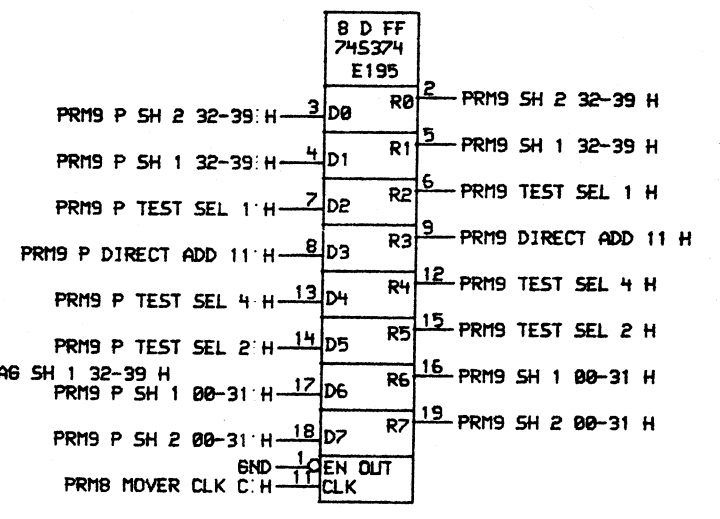 8 D FF
74S374
E195
PRM9 P SH 2 32-39 H 3 D0 R0 2 PRM9 SH 2 32-39 H
PRM9 P SH 1 32-39 H 4 D1 R1 5 PRM9 SH 1 32-39 H
PRM9 P TEST SEL 1 H 7 D2 R2 6 PRM9 TEST SEL 1 H
PRM9 P DIRECT ADD 11 H 8 D3 R3 9 PRM9 DIRECT ADD 11 H
PRM9 P TEST SEL 4 H 13 D4 R4 12 PRM9 TEST SEL 4 H
PRM9 P TEST SEL 2 H 14 D5 R5 15 PRM9 TEST SEL 2 H
AG SH 1 32-39 H
PRM9 P SH 1 00-31 H 17 D6 R6 16 PRM9 SH 1 00-31 H
PRM9 P SH 2 00-31 H 18 D7 R7 19 PRM9 SH 2 00-31 H
GND 1 EN OUT
PRM8 MOVER CLK C H 11 CLK